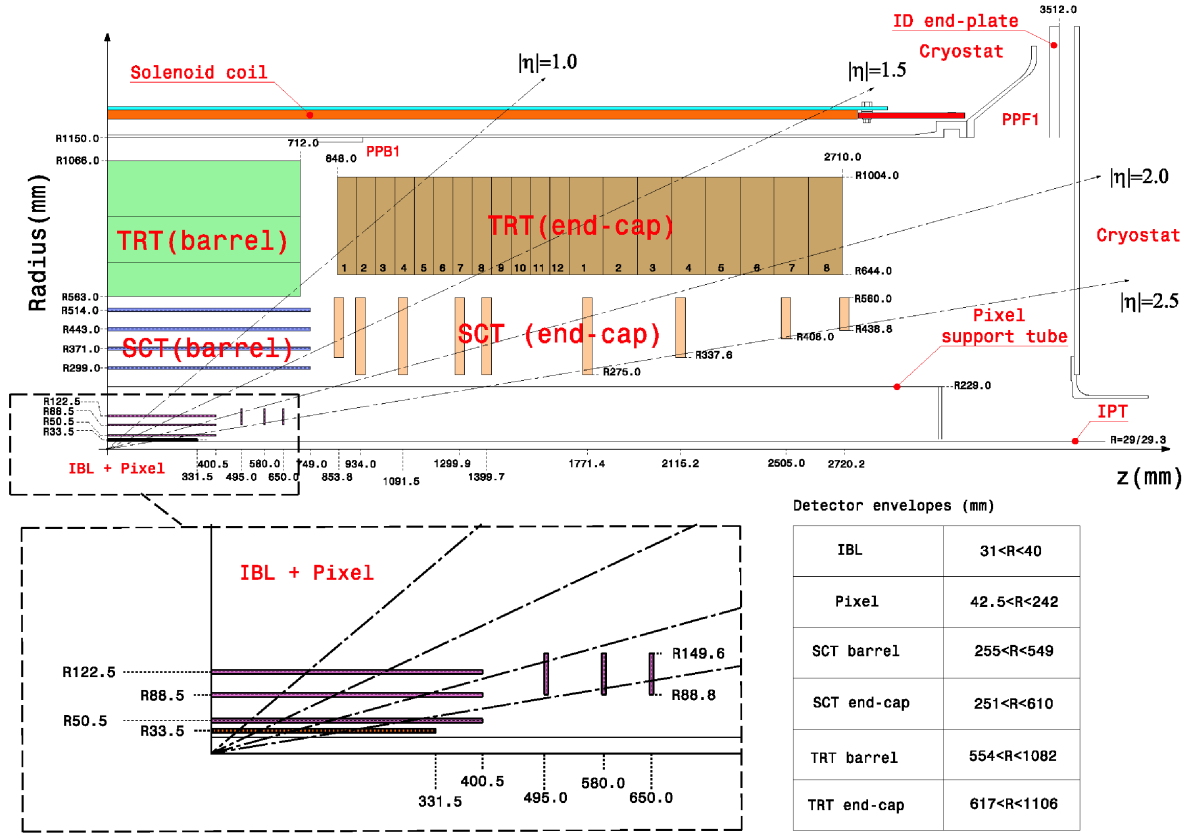 3512.0
ID end-plate
Cryostat
|η|=1.0
|η|=1.5
Solenoid coil
PPF1
R1150.0
712.0
PPB1
R1066.0
848.0
2710.0
R1004.0
|η|=2.0
Radius(mm)
TRT(barrel)
TRT(end-cap)
Cryostat
1 2 3 4 5 6 7 8 9 10 11 12 1 2 3 4 5 6 7 8
R644.0
R563.0
R560.0
|η|=2.5
R514.0
R443.0
SCT(barrel)
SCT (end-cap)
R438.8
R408.0
Pixel
support tube
R371.0
R337.6
R299.0
R275.0
R229.0
R122.5
R88.5
R50.5
R33.5
IPT
R=29/29.3
IBL + Pixel
400.5 580.0 749.0 934.0 1299.9 1771.4 2115.2 2505.0 2720.2
331.5 495.0 650.0 853.8 1091.5 1399.7
z(mm)
Detector envelopes (mm)
IBL 31<R<40
Pixel 42.5<R<242
SCT barrel 255<R<549
SCT end-cap 251<R<610
TRT barrel 554<R<1082
TRT end-cap 617<R<1106
IBL + Pixel
R149.6
R122.5
R88.5
R88.8
R50.5
R33.5
400.5
331.5
495.0
580.0
650.0